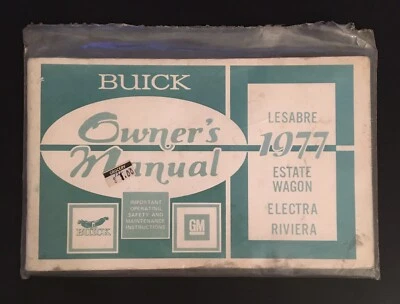 BUICK
Owner's
Manual
LESABRE
1977
ESTATE
WAGON
ELECTRA
RIVIERA
IMPORTANT
OPERATING,
SAFETY AND
MAINTENANCE
INSTRUCTIONS
BUICK
GM